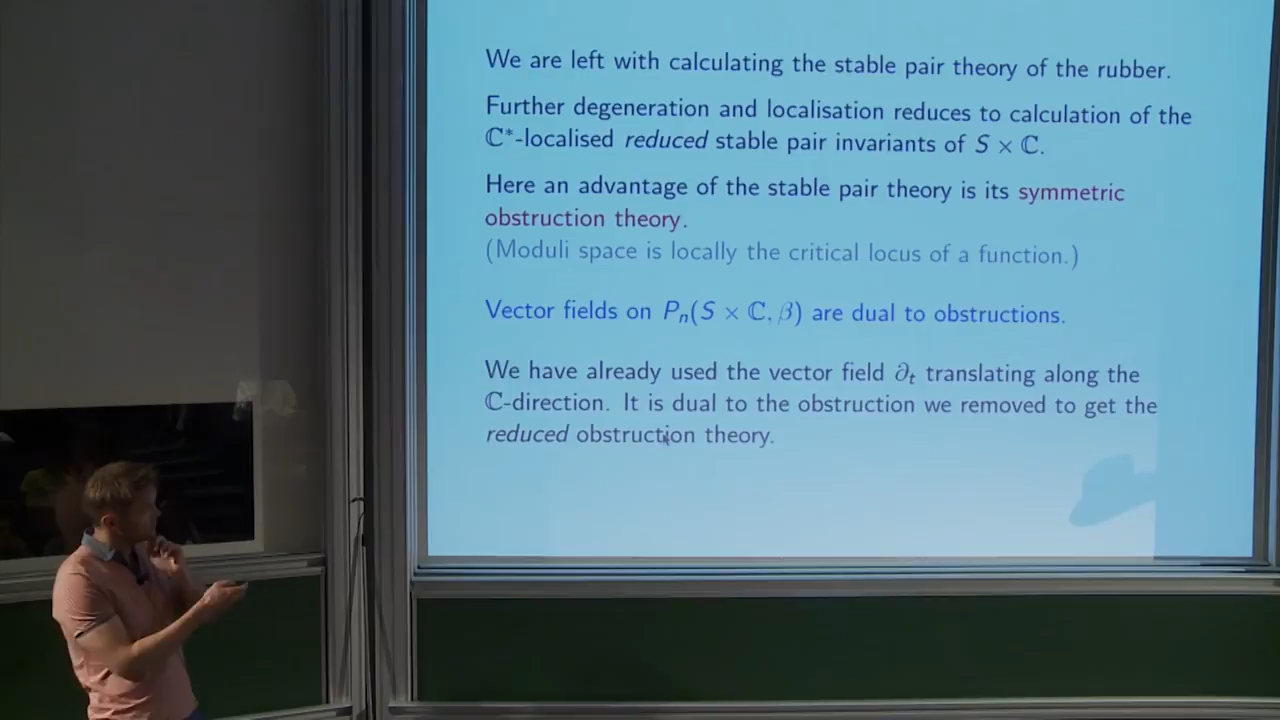 We are left with calculating the stable pair theory of the rubber.
Further degeneration and localisation reduces to calculation of the
ℂ*-localised reduced stable pair invariants of S × ℂ.
Here an advantage of the stable pair theory is its symmetric
obstruction theory.
(Moduli space is locally the critical locus of a function.)
Vector fields on Pₙ(S × ℂ, β) are dual to obstructions.
We have already used the vector field ∂ₜ translating along the
ℂ-direction. It is dual to the obstruction we removed to get the
reduced obstruction theory.